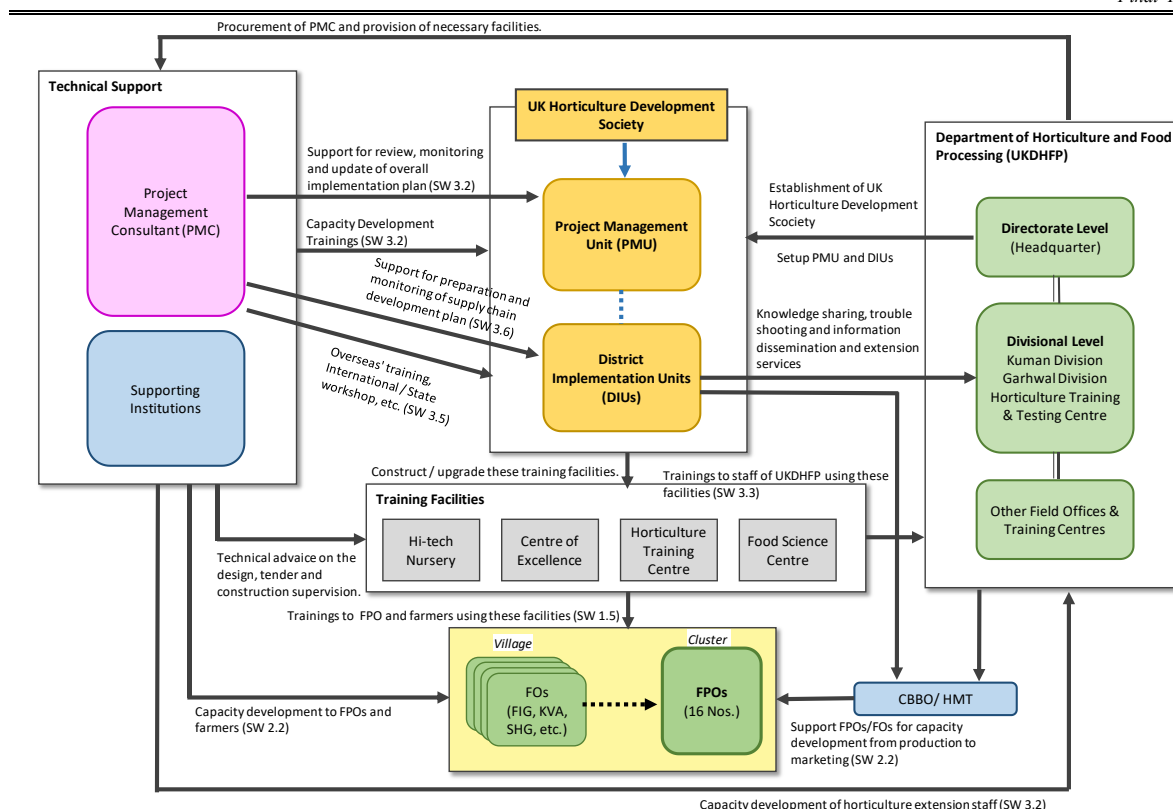 Final
Procurement of PMC and provision of necessary facilities.
Technical Support
Project
Management
Consultant (PMC)
Supporting
Institutions
Support for review, monitoring
and update of overall
implementation plan (SW 3.2)
Capacity Development
Trainings (SW 3.2)
Support for preparation and
monitoring of supply chain
development plan (SW 3.6)
Overseas' training,
International / State
workshop, etc. (SW 3.5)
UK Horticulture Development
Society
Project Management
Unit (PMU)
District
Implementation Units
(DIUs)
Establishment of UK
Horticulture Development
Scociety
Setup PMU and DIUs
Knowledge sharing, trouble
shooting and information
dissemination and extension
services
Department of Horticulture and Food
Processing (UKDHFP)
Directorate Level
(Headquarter)
Divisional Level
Kuman Division
Garhwal Division
Horticulture Training
& Testing Centre
Other Field Offices &
Training Centres
Construct / upgrade these training facilities.
Trainings to staff of UKDHFP using these
facilities (SW 3.3)
Training Facilities
Hi-tech
Nursery
Centre of
Excellence
Horticulture
Training
Centre
Food Science
Centre
Technical advaice on the
design, tender and
construction supervision.
Trainings to FPO and farmers using these facilities (SW 1.5)
Village
FOs
(FIG, KVA,
SHG, etc.)
Cluster
FPOs
(16 Nos.)
CBBO/ HMT
Capacity development to FPOs and
farmers (SW 2.2)
Support FPOs/FOs for capacity
development from production to
marketing (SW 2.2)
Capacity development of horticulture extension staff (SW 3.2)